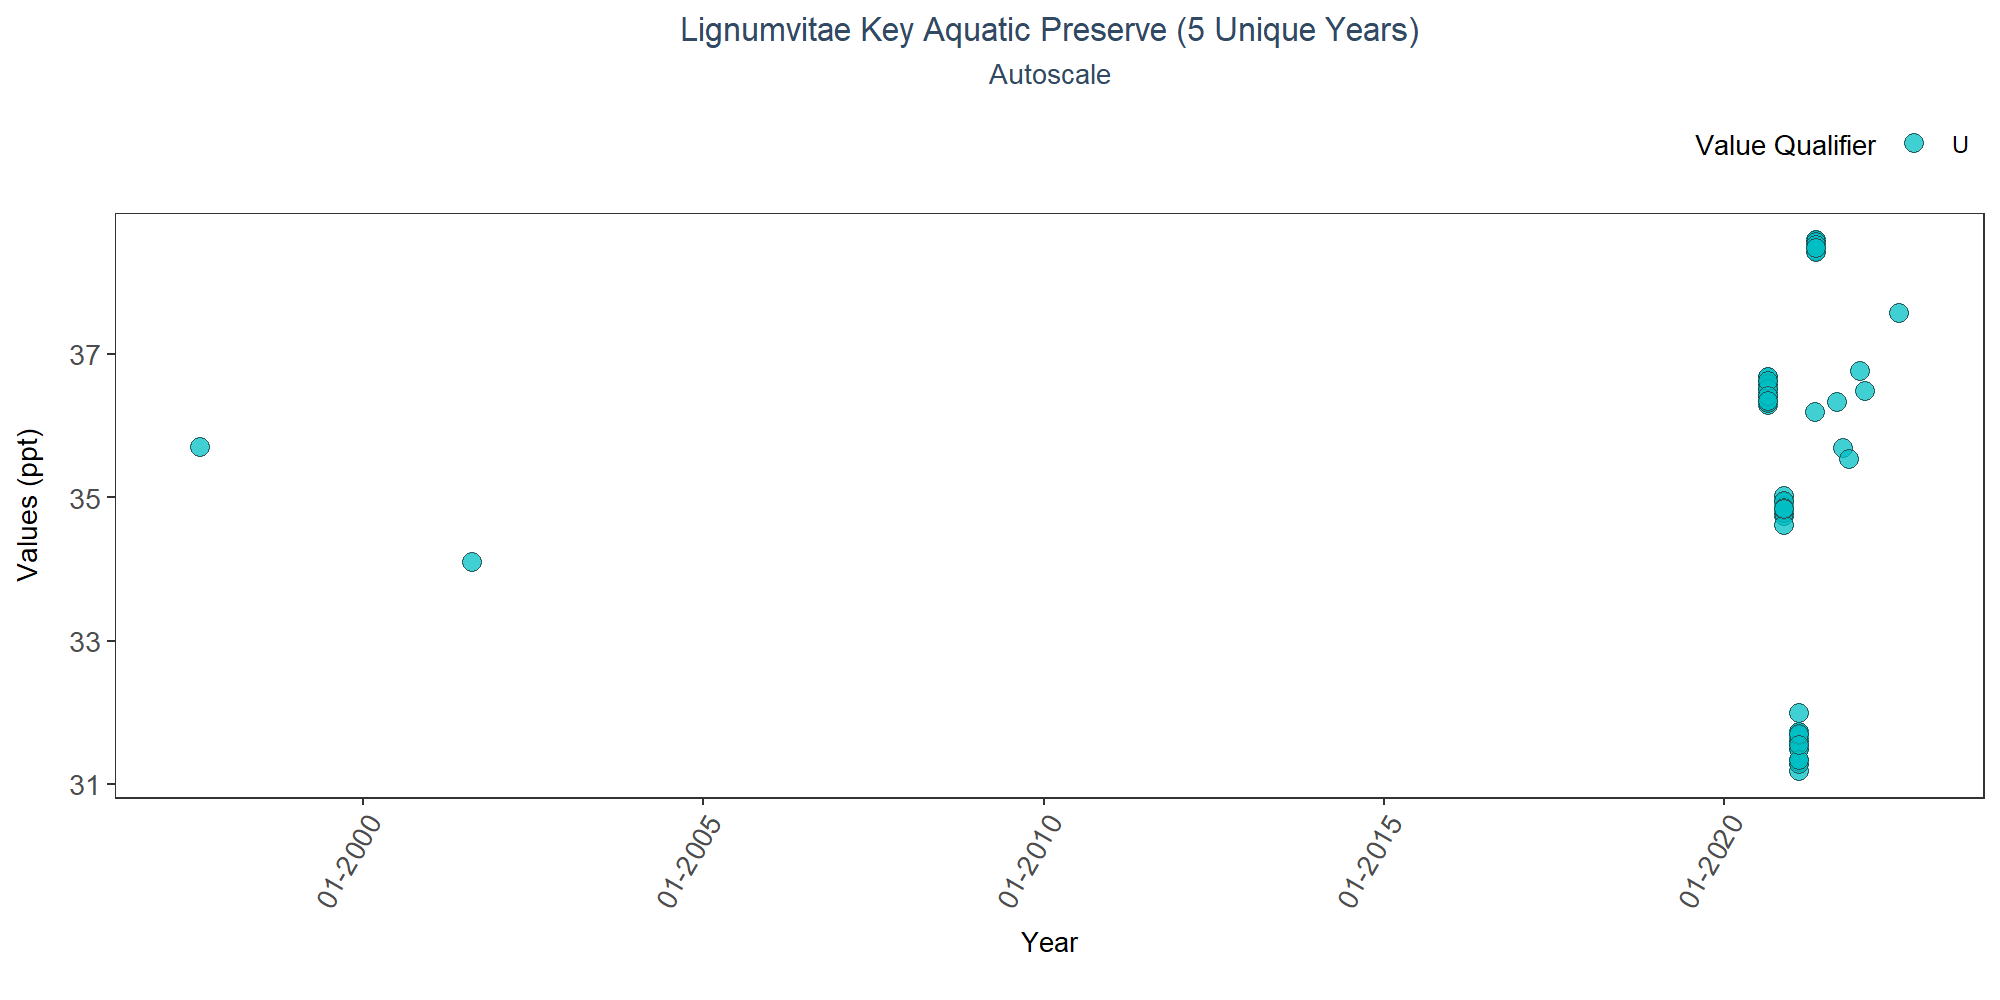 Lignumvitae Key Aquatic Preserve (5 Unique Years)
Autoscale
Value Qualifier U
Values (ppt)
37
35
33
31
01-2000
01-2005
01-2010
01-2015
01-2020
Year